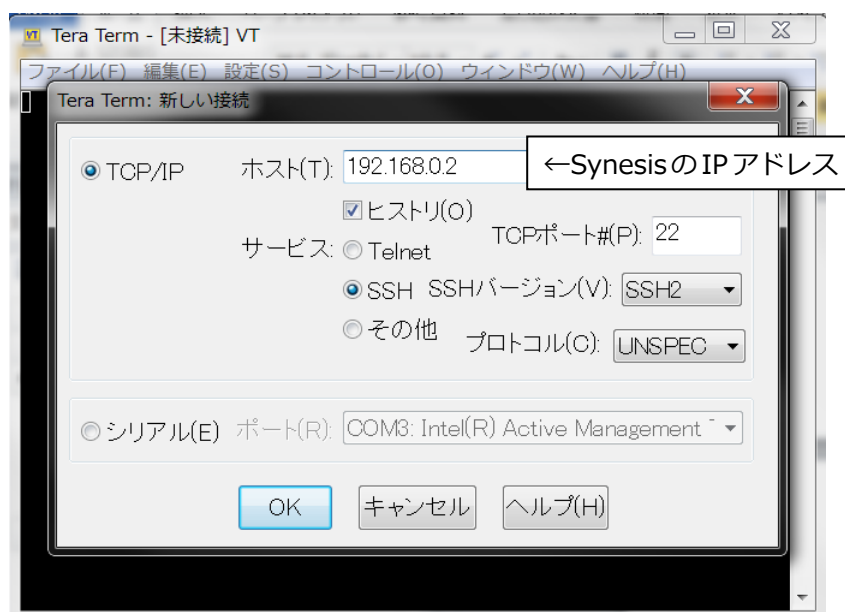 Tera Term - [未接続] VT
ファイル(F) 編集(E) 設定(S) コントロール(O) ウィンドウ(W) ヘルプ(H)
Tera Term: 新しい接続
TCP/IP ホスト(T): 192.168.0.2
←SynesisのIPアドレス
ヒストリ(O)
サービス: Telnet TCPポート#(P): 22
SSH SSHバージョン(V): SSH2
その他 プロトコル(C): UNSPEC
シリアル(E) ポート(R): COM3: Intel(R) Active Management
OK キャンセル ヘルプ(H)